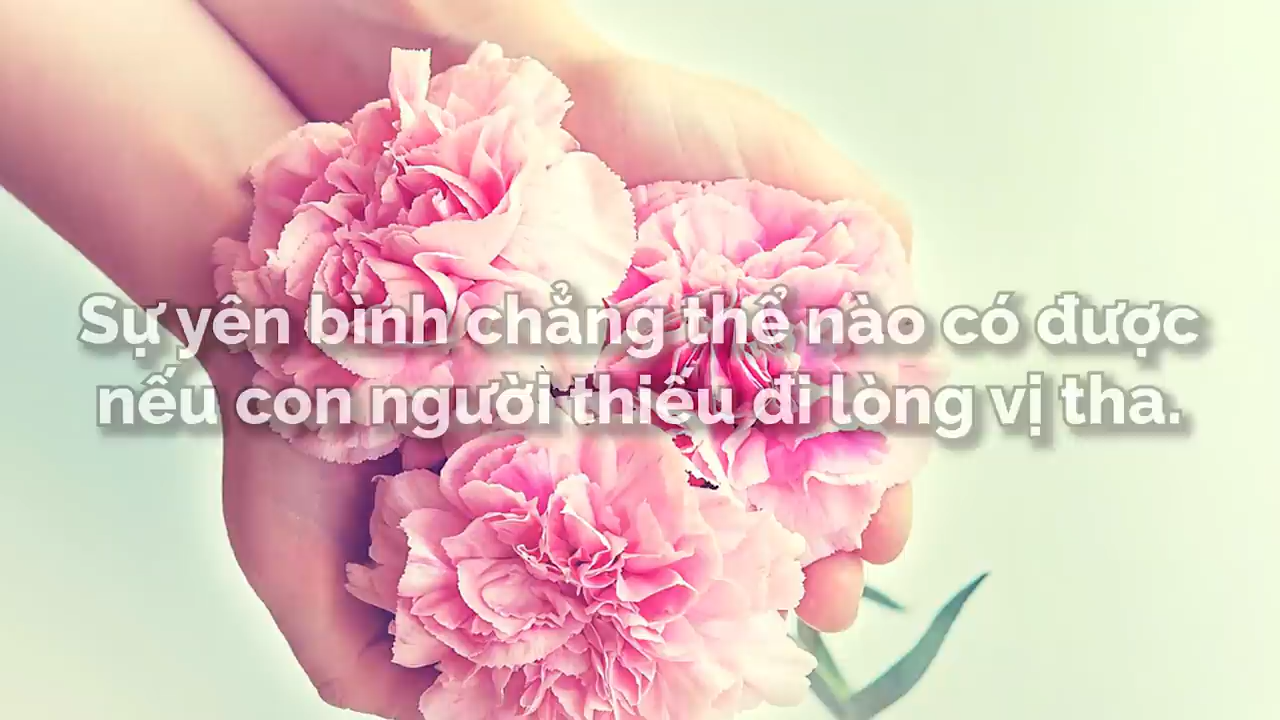 Sự yên bình chẳng thể nào có được
nếu con người thiếu đi lòng vị tha.